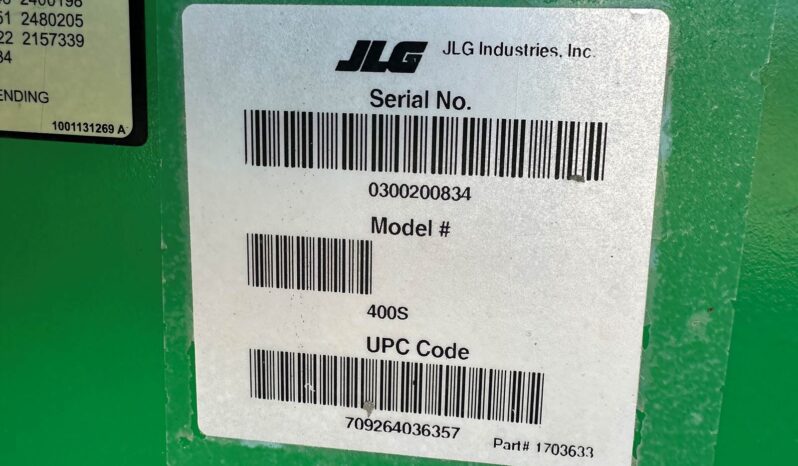 2480205
2157339
ENDING
1001131269 A
JLG JLG Industries, Inc.
Serial No.
0300200834
Model #
400S
UPC Code
709264036357
Part# 1703633